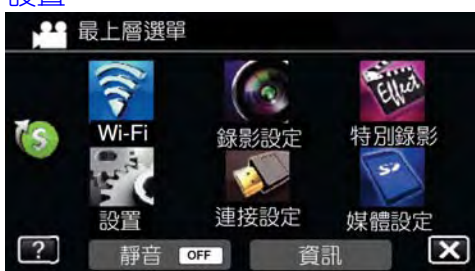 設置
最上層選單
Effect
S
Wi-Fi 錄影設定 特別錄影
SD
設置 連接設定 媒體設定
? 靜音 OFF 資訊 X